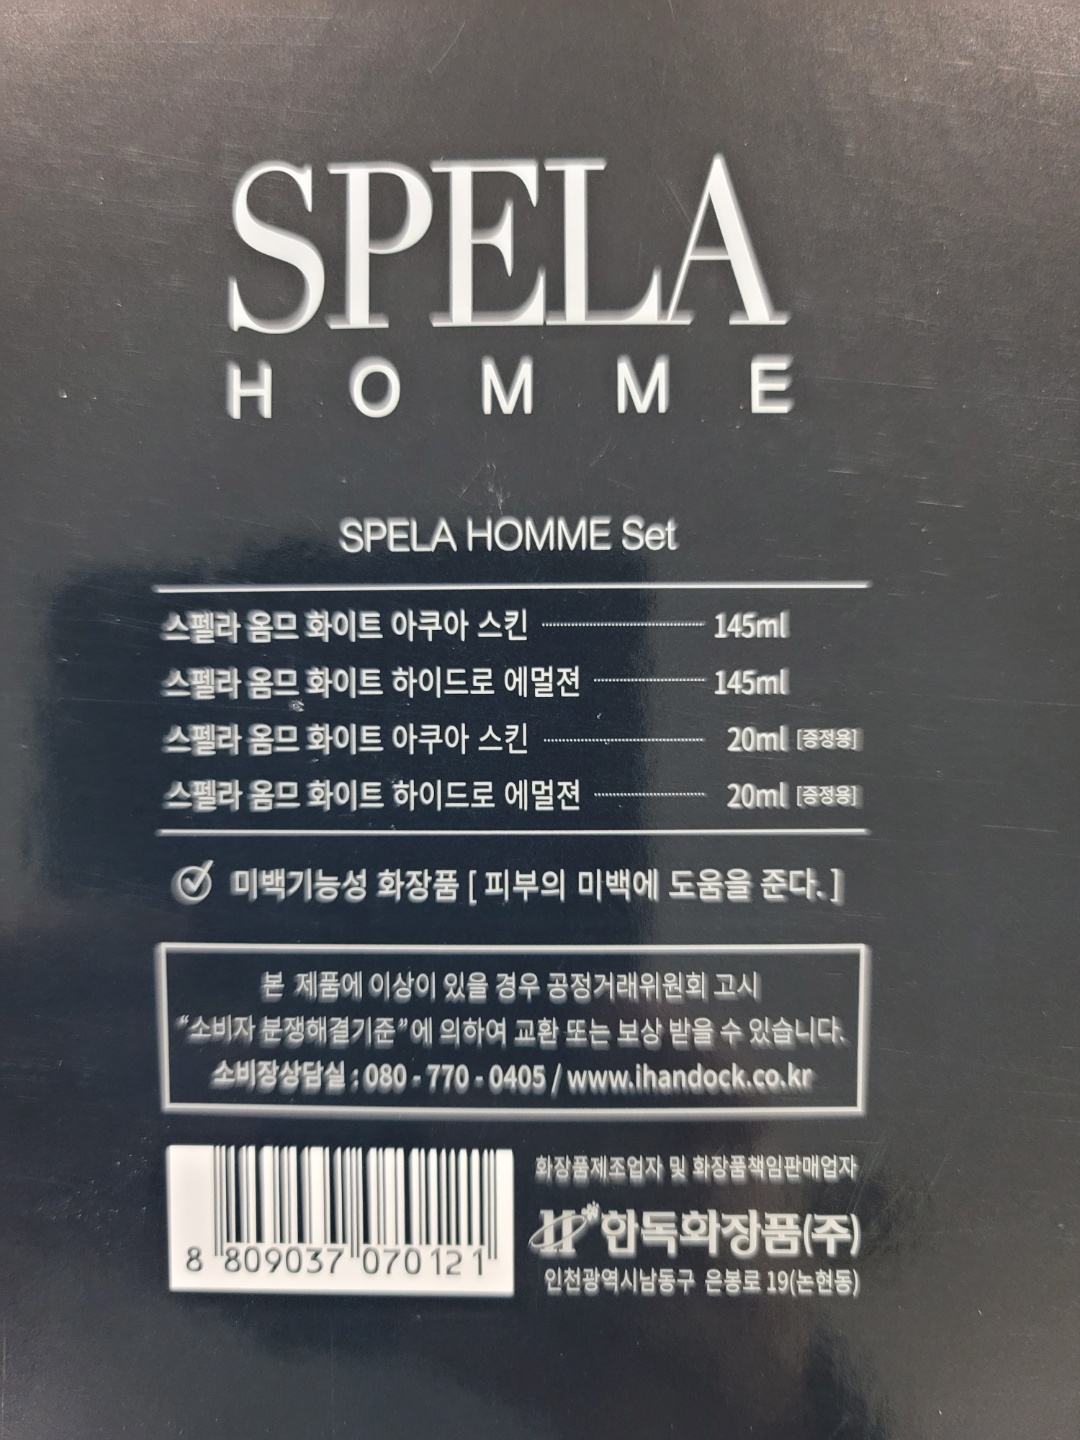 SPELA
HOMME
SPELA HOMME Set
스펠라 옴므 화이트 아쿠아 스킨 145ml
스펠라 옴므 화이트 하이드로 에멀젼 145ml
스펠라 옴므 화이트 아쿠아 스킨 20ml [증정용]
스펠라 옴므 화이트 하이드로 에멀젼 20ml [증정용]
미백기능성 화장품 [ 피부의 미백에 도움을 준다. ]
본 제품에 이상이 있을 경우 공정거래위원회 고시
“소비자 분쟁해결기준”에 의하여 교환 또는 보상 받을 수 있습니다.
소비장상담실 : 080 - 770 - 0405 / www.ihandock.co.kr
화장품제조업자 및 화장품책임판매업자
H 한독화장품(주)
인천광역시남동구 은봉로 19(논현동)
8 809037 070121